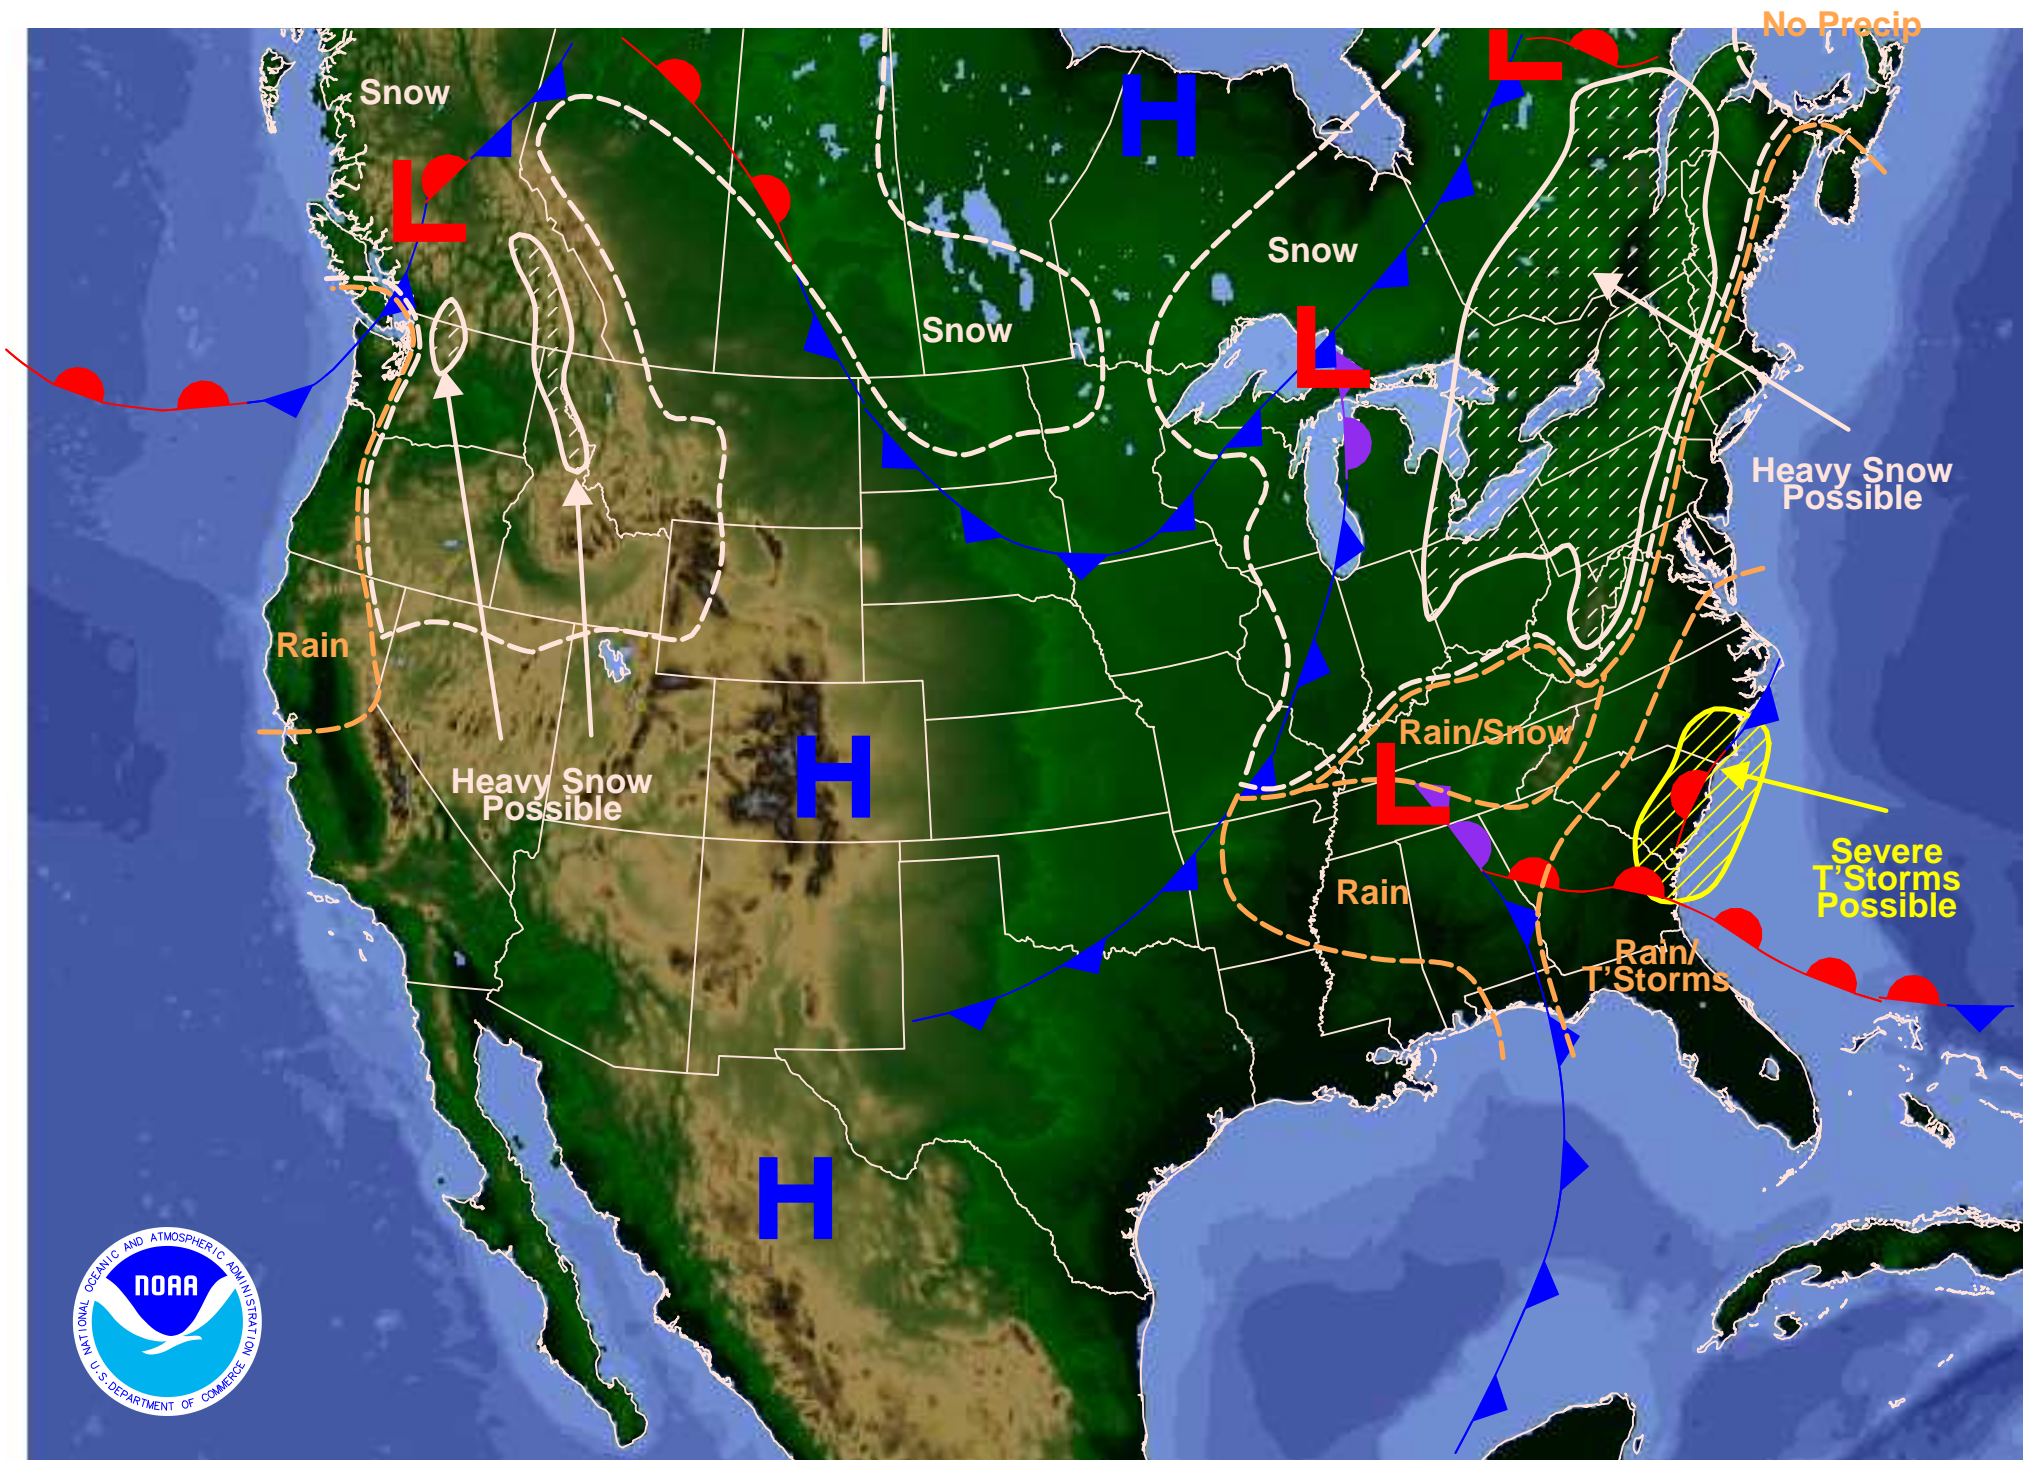 No Precip
Snow
H
L
L
Snow
L
Snow
Heavy Snow
Possible
Rain
Rain/Snow
H
L
Heavy Snow
Possible
Severe
T'Storms
Possible
Rain
Rain/
T'Storms
H
NATIONAL OCEANIC AND ATMOSPHERIC ADMINISTRATION
NOAA
U.S. DEPARTMENT OF COMMERCE